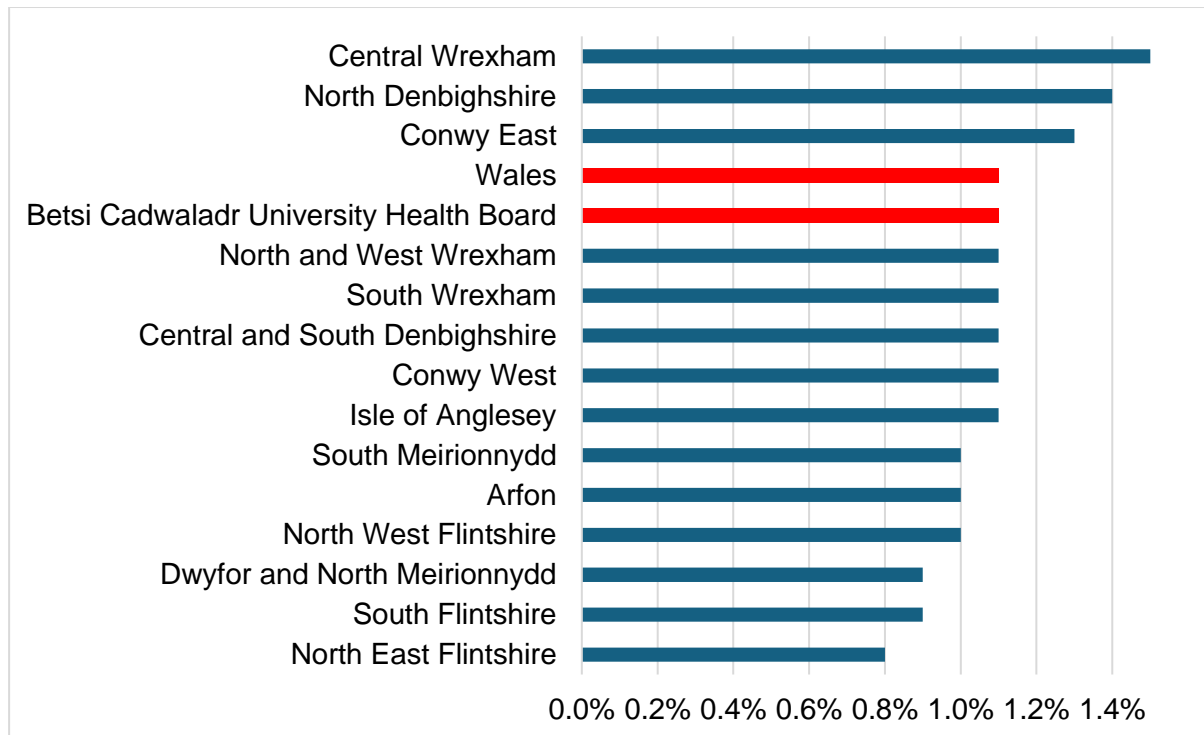 Central Wrexham
North Denbighshire
Conwy East
Wales
Betsi Cadwaladr University Health Board
North and West Wrexham
South Wrexham
Central and South Denbighshire
Conwy West
Isle of Anglesey
South Meirionnydd
Arfon
North West Flintshire
Dwyfor and North Meirionnydd
South Flintshire
North East Flintshire
0.0% 0.2% 0.4% 0.6% 0.8% 1.0% 1.2% 1.4%